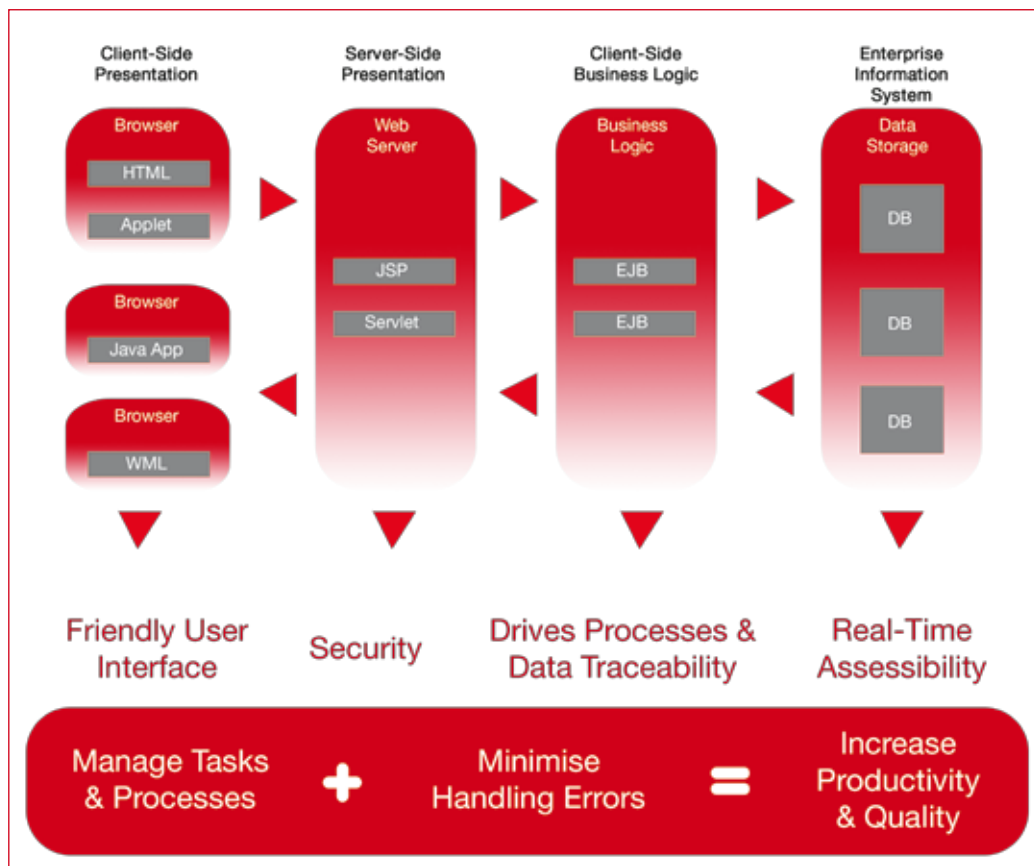 Client-Side
Presentation
Server-Side
Presentation
Client-Side
Business Logic
Enterprise
Information
System
Browser
HTML
Applet
Browser
Java App
Browser
WML
Web
Server
JSP
Servlet
Business
Logic
EJB
EJB
Data
Storage
DB
DB
DB
Friendly User
Interface
Security
Drives Processes &
Data Traceability
Real-Time
Assessibility
Manage Tasks
& Processes
+
Minimise
Handling Errors
=
Increase
Productivity
& Quality